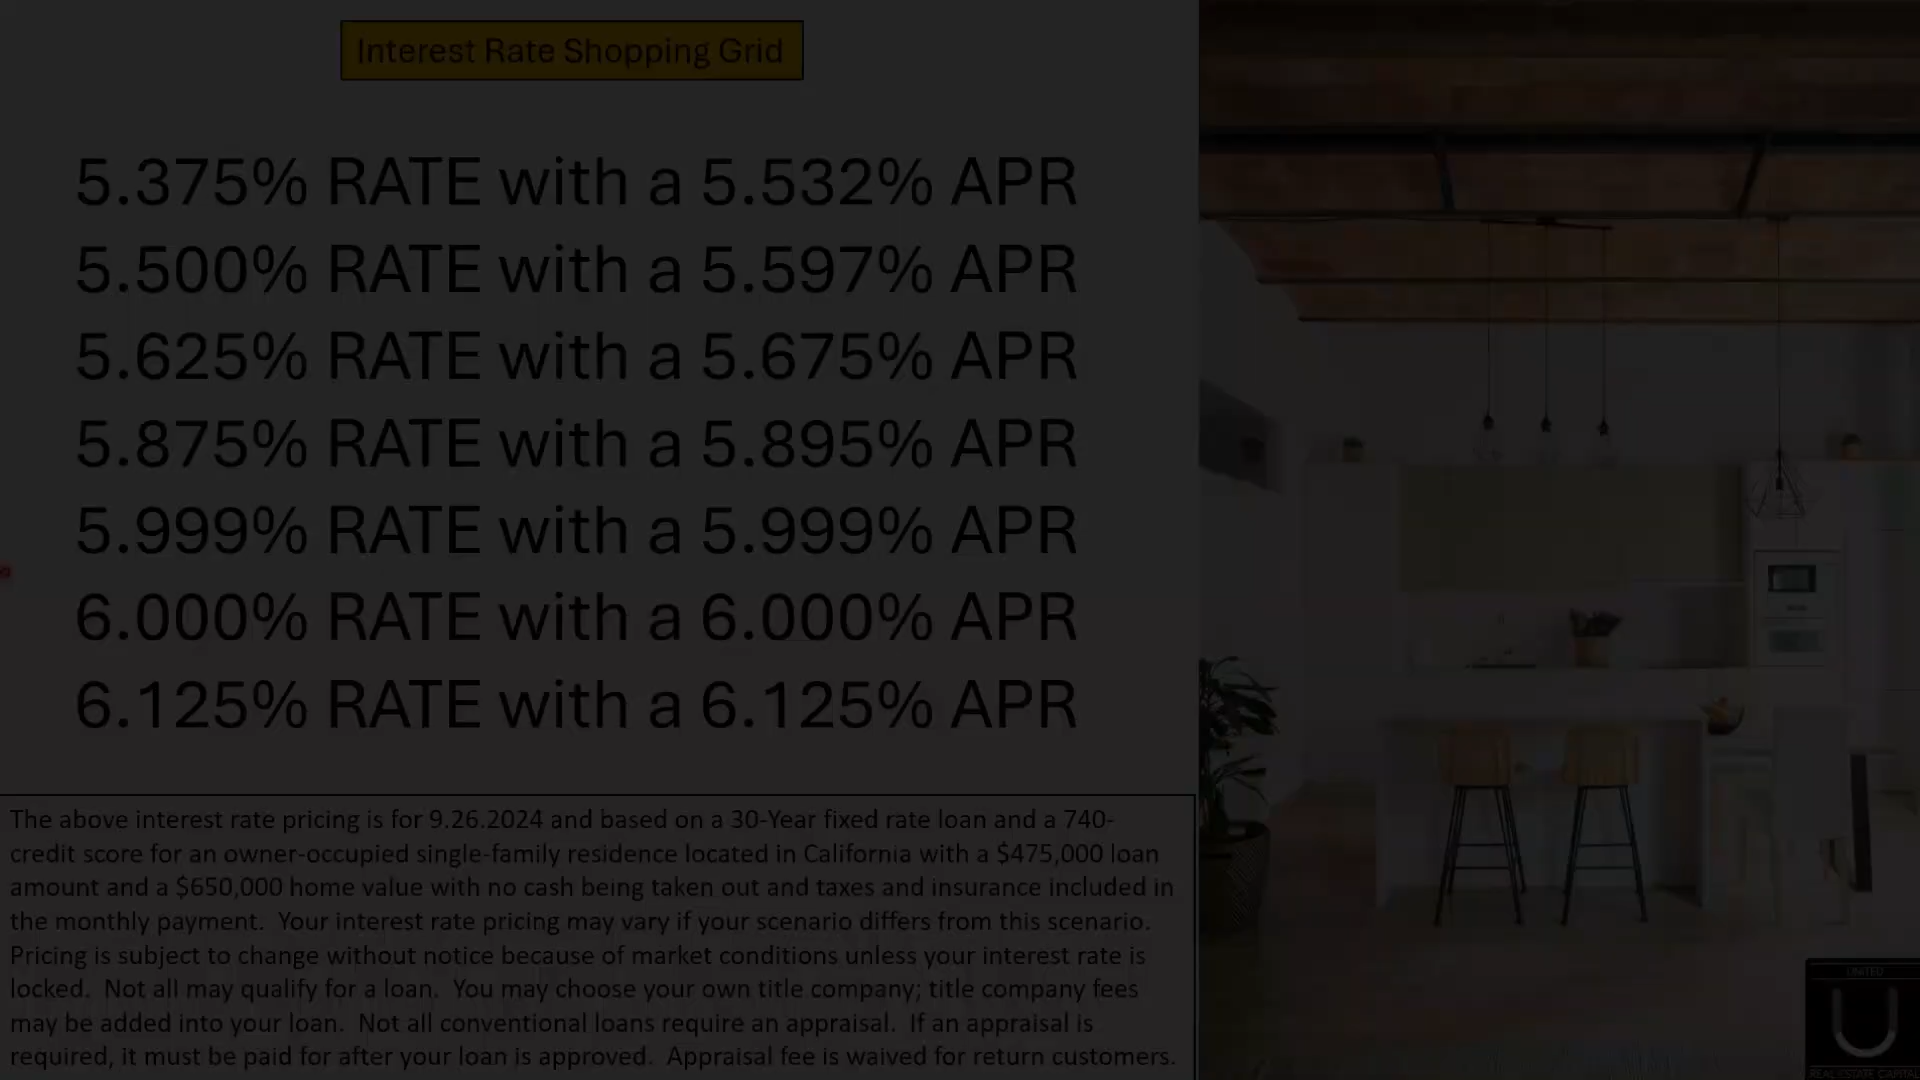 Interest Rate Shopping Grid
5.375% RATE with a 5.532% APR
5.500% RATE with a 5.597% APR
5.625% RATE with a 5.675% APR
5.875% RATE with a 5.895% APR
5.999% RATE with a 5.999% APR
6.000% RATE with a 6.000% APR
6.125% RATE with a 6.125% APR
The above interest rate pricing is for 9.26.2024 and based on a 30-Year fixed rate loan and a 740-
credit score for an owner-occupied single-family residence located in California with a $475,000 loan
amount and a $650,000 home value with no cash being taken out and taxes and insurance included in
the monthly payment.  Your interest rate pricing may vary if your scenario differs from this scenario.
Pricing is subject to change without notice because of market conditions unless your interest rate is
locked.  Not all may qualify for a loan.  You may choose your own title company; title company fees
may be added into your loan.  Not all conventional loans require an appraisal.  If an appraisal is
required, it must be paid for after your loan is approved.  Appraisal fee is waived for return customers.
UNITED
U
REAL ESTATE CAPITAL